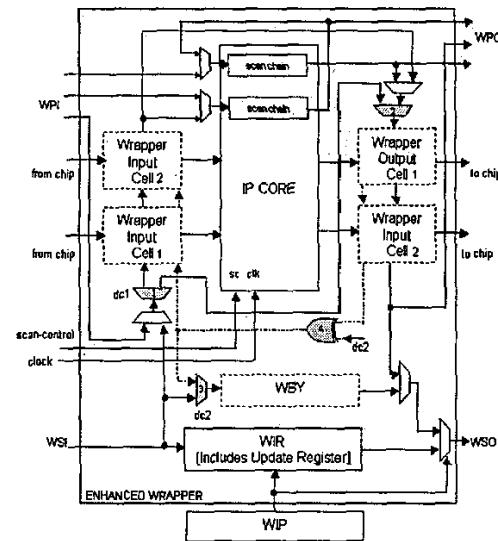 WPO
scan chain
WPI
scan chain
Wrapper
Input
Cell 2
Wrapper
Output
Cell 1
from chip
to chip
IP CORE
Wrapper
Input
Cell 1
Wrapper
Input
Cell 2
from chip
to chip
sc clk
dc1
scan-control
clock
dc2
WBY
dc2
WSI
WIR
[Includes Update Register]
WSO
ENHANCED WRAPPER
WIP